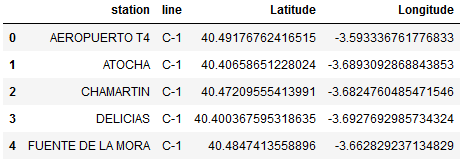 station line Latitude Longitude
0 AEROPUERTO T4 C-1 40.49176762416515 -3.593336761776833
1 ATOCHA C-1 40.40658651228024 -3.6893092868843853
2 CHAMARTIN C-1 40.47209555413991 -3.6824760485471546
3 DELICIAS C-1 40.400367595318635 -3.6927692985734324
4 FUENTE DE LA MORA C-1 40.4847413558896 -3.662829237134829